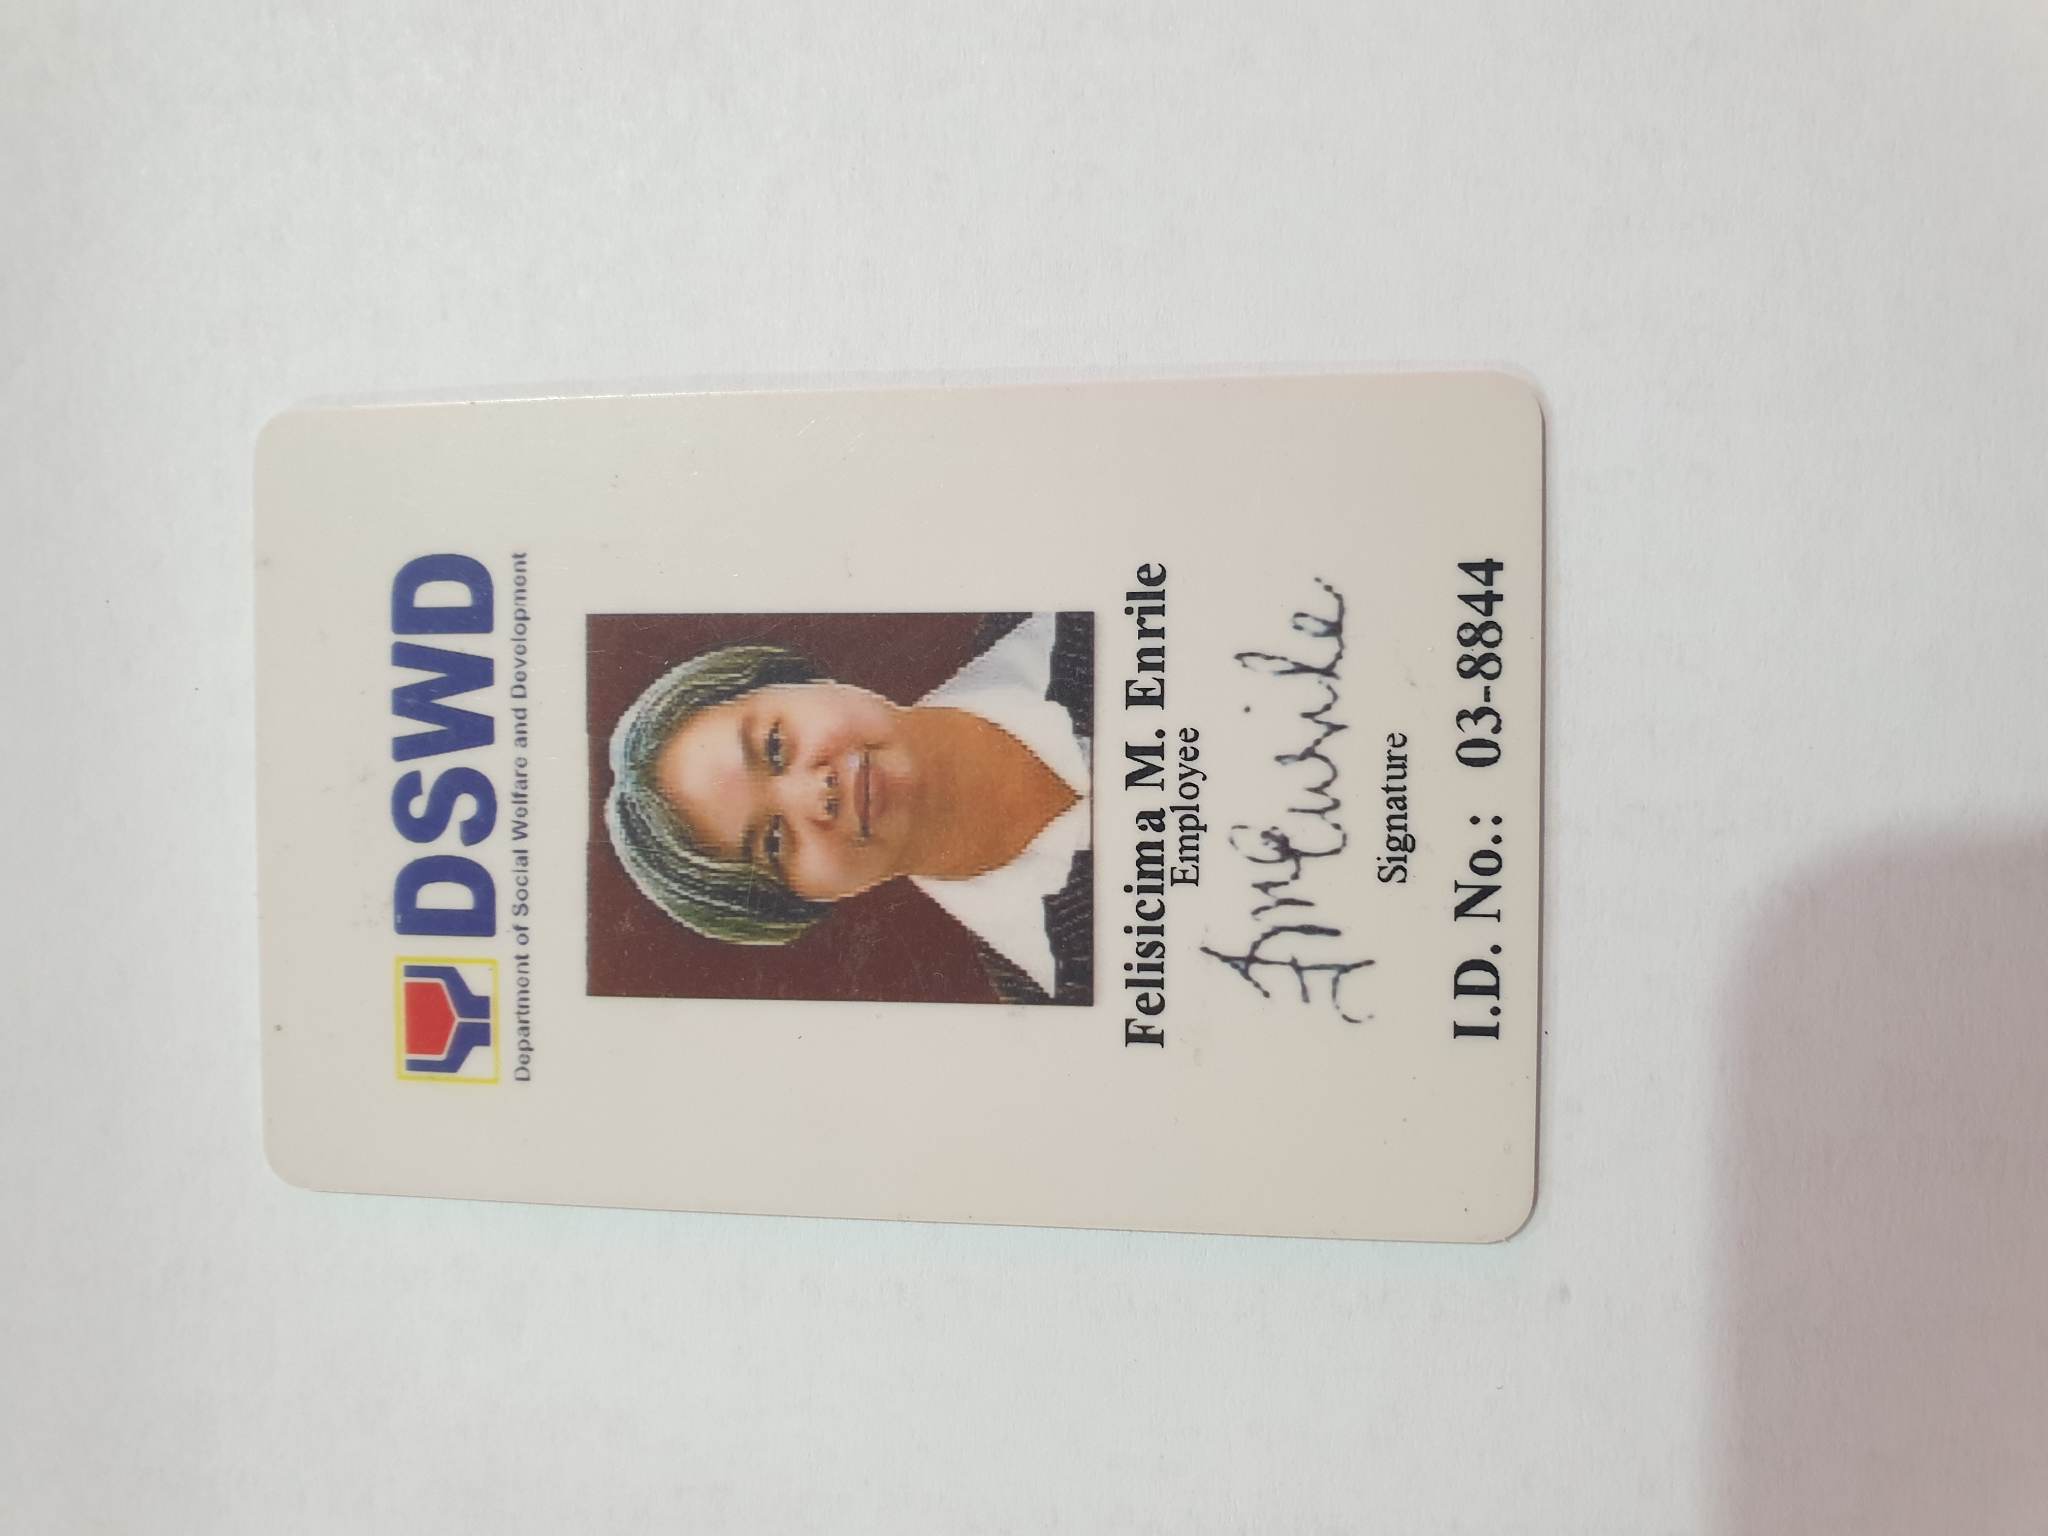 DSWD
Department of Social Welfare and Development
Felisicima M. Enrile
Employee
FMEnrile
Signature
I.D. No.: 03-8844